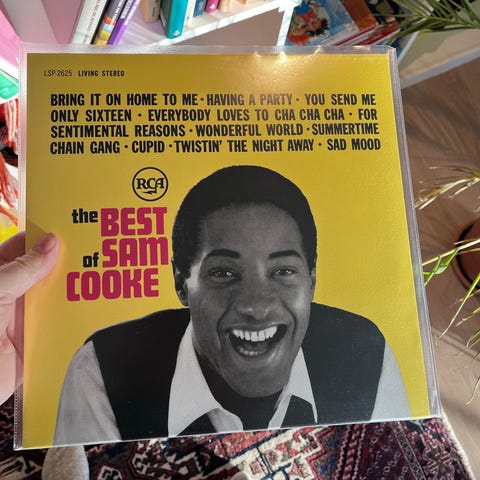 LSP-2625 LIVING STEREO
BRING IT ON HOME TO ME • HAVING A PARTY • YOU SEND ME
ONLY SIXTEEN • EVERYBODY LOVES TO CHA CHA CHA • FOR
SENTIMENTAL REASONS • WONDERFUL WORLD • SUMMERTIME
CHAIN GANG • CUPID • TWISTIN' THE NIGHT AWAY • SAD MOOD
RCA
the BEST
of SAM
COOKE